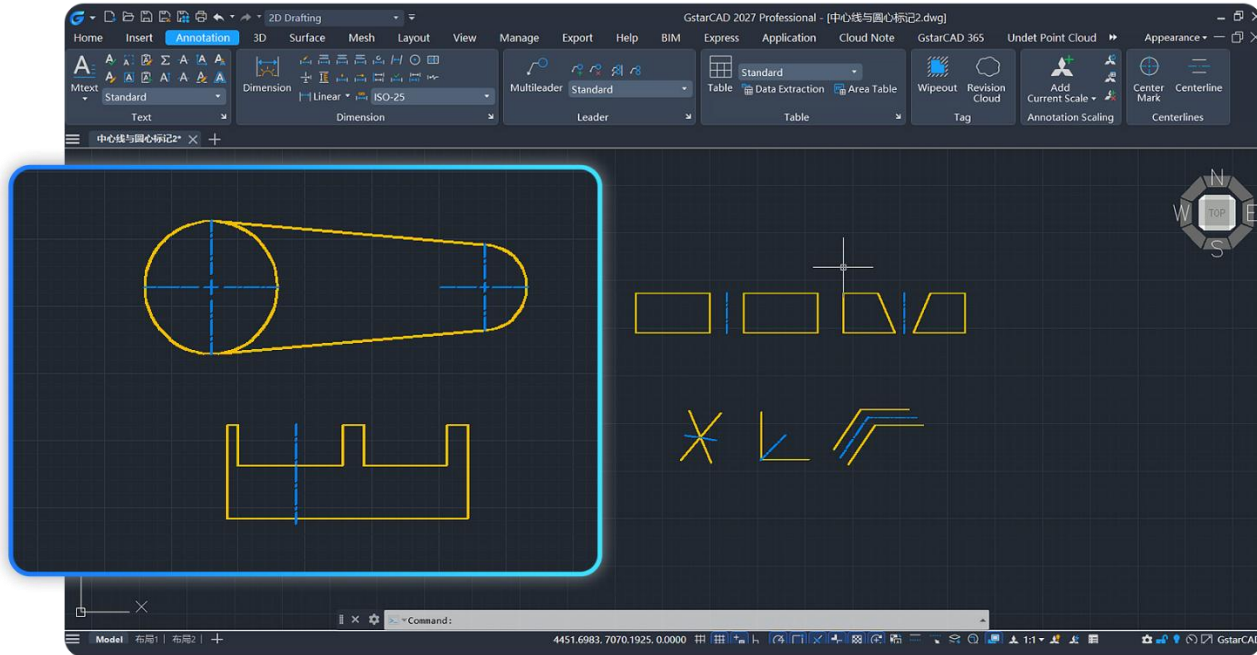 2D Drafting
GstarCAD 2027 Professional - [中心线与圆心标记2.dwg]
Home Insert Annotation 3D Surface Mesh Layout View Manage Export Help BIM Express Application Cloud Note GstarCAD 365 Undet Point Cloud Appearance
Mtext
Standard
Text
Dimension
Linear
ISO-25
Dimension
Multileader
Standard
Leader
Table
Standard
Data Extraction
Area Table
Table
Wipeout
Revision
Cloud
Tag
Add
Current Scale
Annotation Scaling
Center
Mark
Centerline
Centerlines
中心线与圆心标记2*
N
W TOP E
S
X
Command:
Model 布局1 布局2
4451.6983, 7070.1925, 0.0000
1:1
GstarCAD